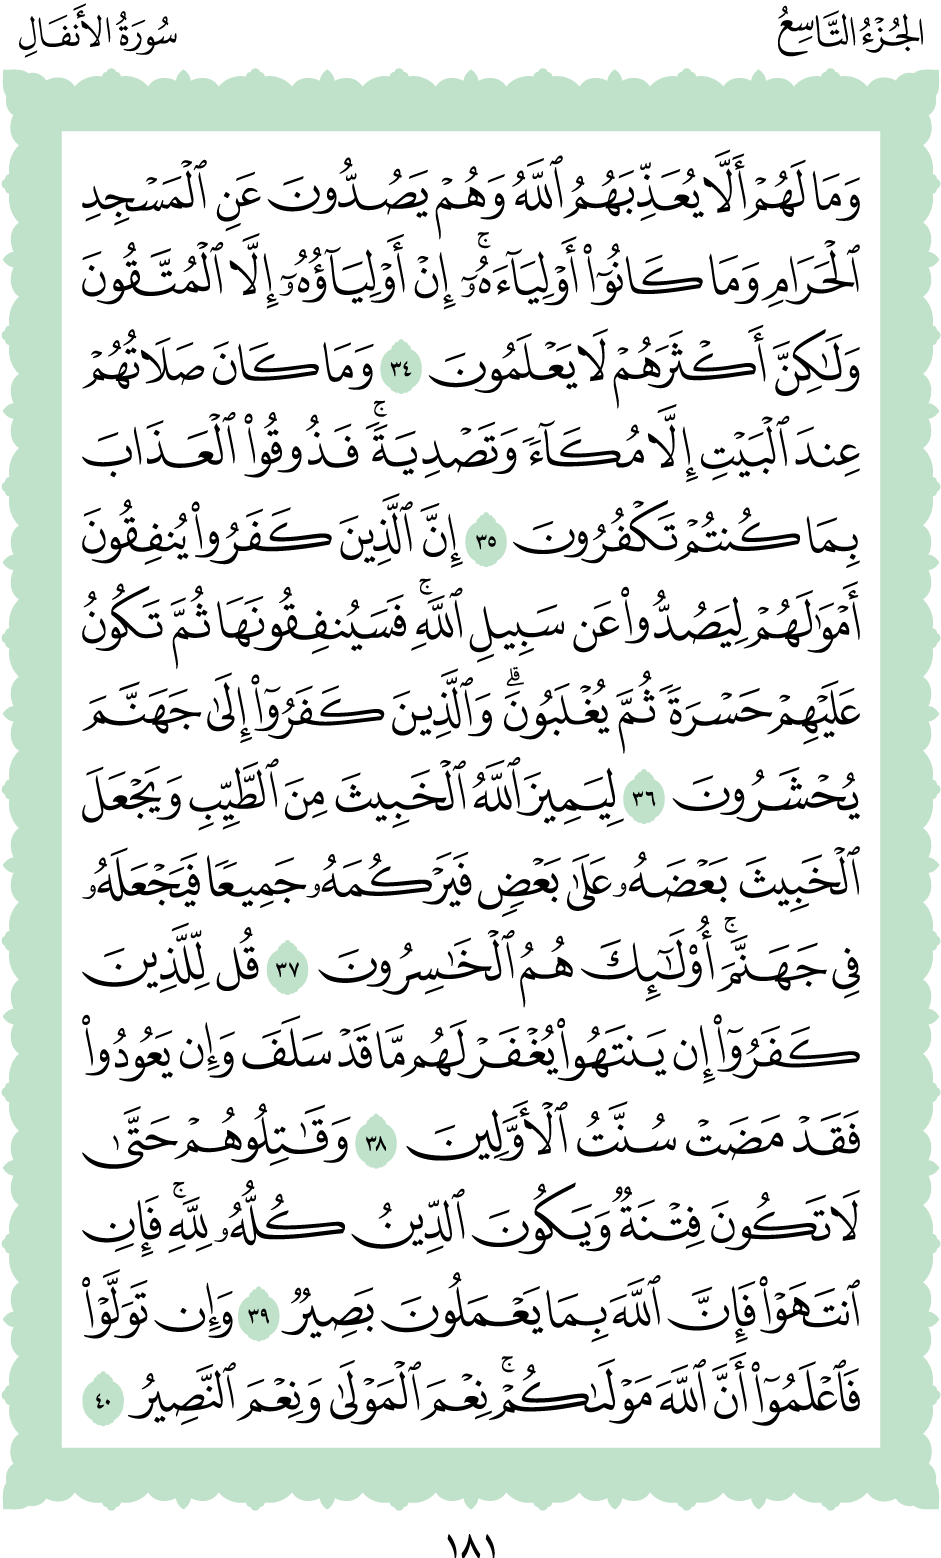 الجُزْءُ التَّاسِعُ
سُورَةُ الأَنفَالِ
وَمَا لَهُمْ أَلَّا يُعَذِّبَهُمُ ٱللَّهُ وَهُمْ يَصُدُّونَ عَنِ ٱلْمَسْجِدِ
ٱلْحَرَامِ وَمَا كَانُوٓا۟ أَوْلِيَآءَهُۥٓ ۚ إِنْ أَوْلِيَآؤُهُۥٓ إِلَّا ٱلْمُتَّقُونَ
وَلَـٰكِنَّ أَكْثَرَهُمْ لَا يَعْلَمُونَ ٣٤ وَمَا كَانَ صَلَاتُهُمْ
عِندَ ٱلْبَيْتِ إِلَّا مُكَآءً وَتَصْدِيَةً ۚ فَذُوقُوا۟ ٱلْعَذَابَ
بِمَا كُنتُمْ تَكْفُرُونَ ٣٥ إِنَّ ٱلَّذِينَ كَفَرُوا۟ يُنفِقُونَ
أَمْوَٰلَهُمْ لِيَصُدُّوا۟ عَن سَبِيلِ ٱللَّهِ ۚ فَسَيُنفِقُونَهَا ثُمَّ تَكُونُ
عَلَيْهِمْ حَسْرَةً ثُمَّ يُغْلَبُونَ ۗ وَٱلَّذِينَ كَفَرُوٓا۟ إِلَىٰ جَهَنَّمَ
يُحْشَرُونَ ٣٦ لِيَمِيزَ ٱللَّهُ ٱلْخَبِيثَ مِنَ ٱلطَّيِّبِ وَيَجْعَلَ
ٱلْخَبِيثَ بَعْضَهُۥ عَلَىٰ بَعْضٍ فَيَرْكُمَهُۥ جَمِيعًا فَيَجْعَلَهُۥ
فِى جَهَنَّمَ ۚ أُو۟لَـٰٓئِكَ هُمُ ٱلْخَـٰسِرُونَ ٣٧ قُل لِّلَّذِينَ
كَفَرُوٓا۟ إِن يَنتَهُوا۟ يُغْفَرْ لَهُم مَّا قَدْ سَلَفَ وَإِن يَعُودُوا۟
فَقَدْ مَضَتْ سُنَّتُ ٱلْأَوَّلِينَ ٣٨ وَقَـٰتِلُوهُمْ حَتَّىٰ
لَا تَكُونَ فِتْنَةٌ وَيَكُونَ ٱلدِّينُ كُلُّهُۥ لِلَّهِ ۚ فَإِنِ
ٱنتَهَوْا۟ فَإِنَّ ٱللَّهَ بِمَا يَعْمَلُونَ بَصِيرٌ ٣٩ وَإِن تَوَلَّوْا۟
فَٱعْلَمُوٓا۟ أَنَّ ٱللَّهَ مَوْلَىٰكُمْ ۚ نِعْمَ ٱلْمَوْلَىٰ وَنِعْمَ ٱلنَّصِيرُ ٤٠
١٨١